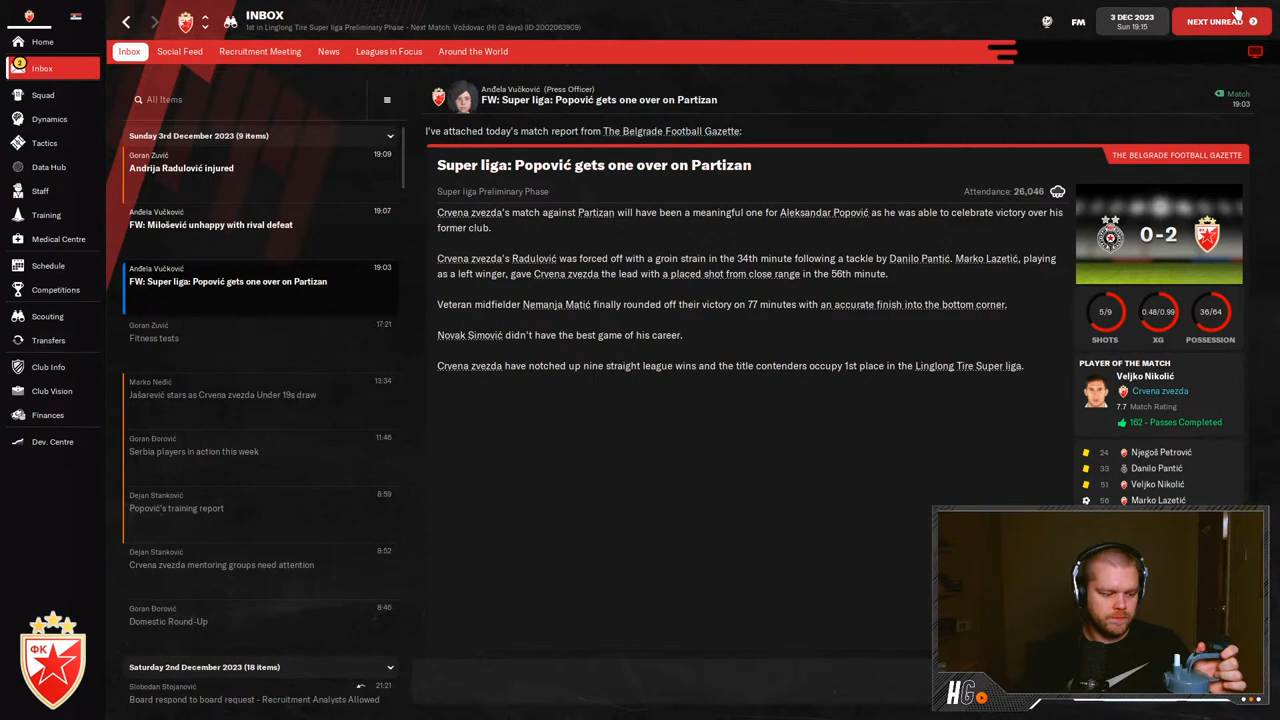 INBOX
1st in Linglong Tire Super liga Preliminary Phase - Next Match: Voždovac (H) (3 days) (ID:2002063909)
FM
3 DEC 2023
Sun 19:15
NEXT UNREAD
Home
2
Inbox
Squad
Dynamics
Tactics
Data Hub
Staff
Training
Medical Centre
Schedule
Competitions
Scouting
Transfers
Club Info
Club Vision
Finances
Dev. Centre
ФК
Inbox
Social Feed
Recruitment Meeting
News
Leagues in Focus
Around the World
All Items
Sunday 3rd December 2023 (9 items)
Goran Zuvić
19:09
Andrija Radulović injured
Anđela Vučković
19:07
FW: Milošević unhappy with rival defeat
Anđela Vučković
19:03
FW: Super liga: Popović gets one over on Partizan
Goran Zuvić
17:21
Fitness tests
Marko Neđić
13:34
Jašarević stars as Crvena zvezda Under 19s draw
Goran Đorović
11:46
Serbia players in action this week
Dejan Stanković
8:59
Popović's training report
Dejan Stanković
8:52
Crvena zvezda mentoring groups need attention
Goran Đorović
8:46
Domestic Round-Up
Saturday 2nd December 2023 (18 items)
Slobodan Stojanović
21:21
Board respond to board request - Recruitment Analysts Allowed
Anđela Vučković (Press Officer)
FW: Super liga: Popović gets one over on Partizan
Match
19:03
I've attached today's match report from The Belgrade Football Gazette:
THE BELGRADE FOOTBALL GAZETTE
Super liga: Popović gets one over on Partizan
Super liga Preliminary Phase
Attendance: 26,046
Crvena zvezda's match against Partizan will have been a meaningful one for Aleksandar Popović as he was able to celebrate victory over his
former club.
Crvena zvezda's Radulović was forced off with a groin strain in the 34th minute following a tackle by Danilo Pantić. Marko Lazetić, playing
as a left winger, gave Crvena zvezda the lead with a placed shot from close range in the 56th minute.
Veteran midfielder Nemanja Matić finally rounded off their victory on 77 minutes with an accurate finish into the bottom corner.
Novak Simović didn't have the best game of his career.
Crvena zvezda have notched up nine straight league wins and the title contenders occupy 1st place in the Linglong Tire Super liga.
0-2
5/9
0.48/0.99
36/64
SHOTS
XG
POSSESSION
PLAYER OF THE MATCH
Veljko Nikolić
Crvena zvezda
7.7 Match Rating
162 - Passes Completed
24 Njegoš Petrović
33 Danilo Pantić
51 Veljko Nikolić
56 Marko Lazetić
HG